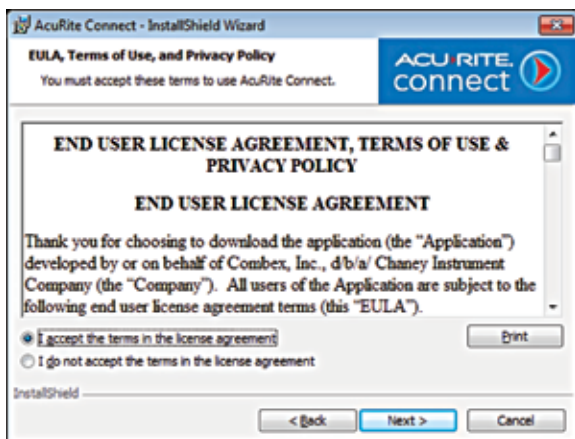 AcuRite Connect - InstallShield Wizard
EULA, Terms of Use, and Privacy Policy
You must accept these terms to use AcuRite Connect.
ACU RITE.
connect
END USER LICENSE AGREEMENT, TERMS OF USE &
PRIVACY POLICY
END USER LICENSE AGREEMENT
Thank you for choosing to download the application (the “Application”)
developed by or on behalf of Combex, Inc., d/b/a/ Chaney Instrument
Company (the “Company”).  All users of the Application are subject to the
following end user license agreement terms (this “EULA”).
I accept the terms in the license agreement
I do not accept the terms in the license agreement
Print
InstallShield
< Back
Next >
Cancel